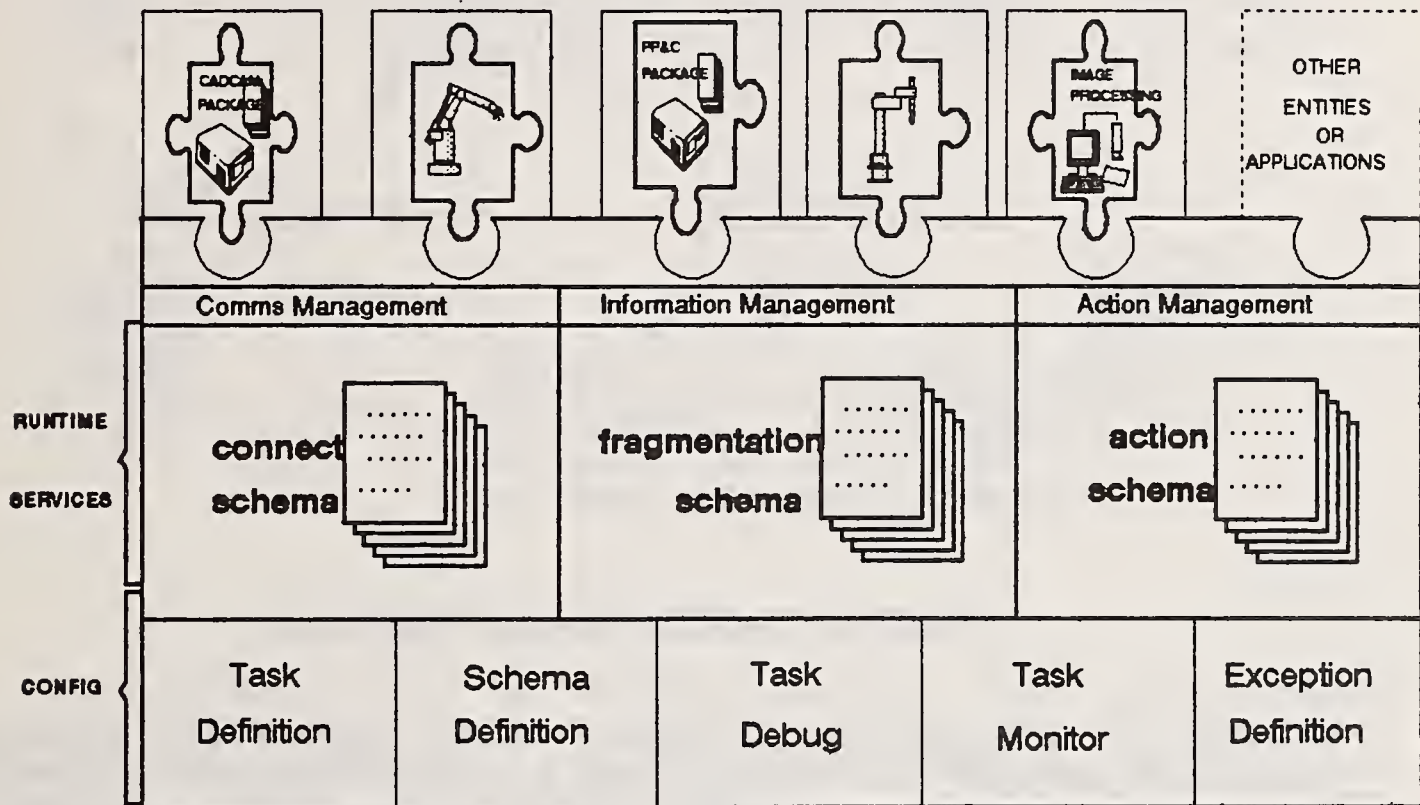 CADCAM
PACKAGE
PP&C
PACKAGE
IMAGE
PROCESSING
OTHER
ENTITIES
OR
APPLICATIONS
Comms Management
Information Management
Action Management
RUNTIME
SERVICES
connect
schema
fragmentation
schema
action
schema
CONFIG
Task
Definition
Schema
Definition
Task
Debug
Task
Monitor
Exception
Definition